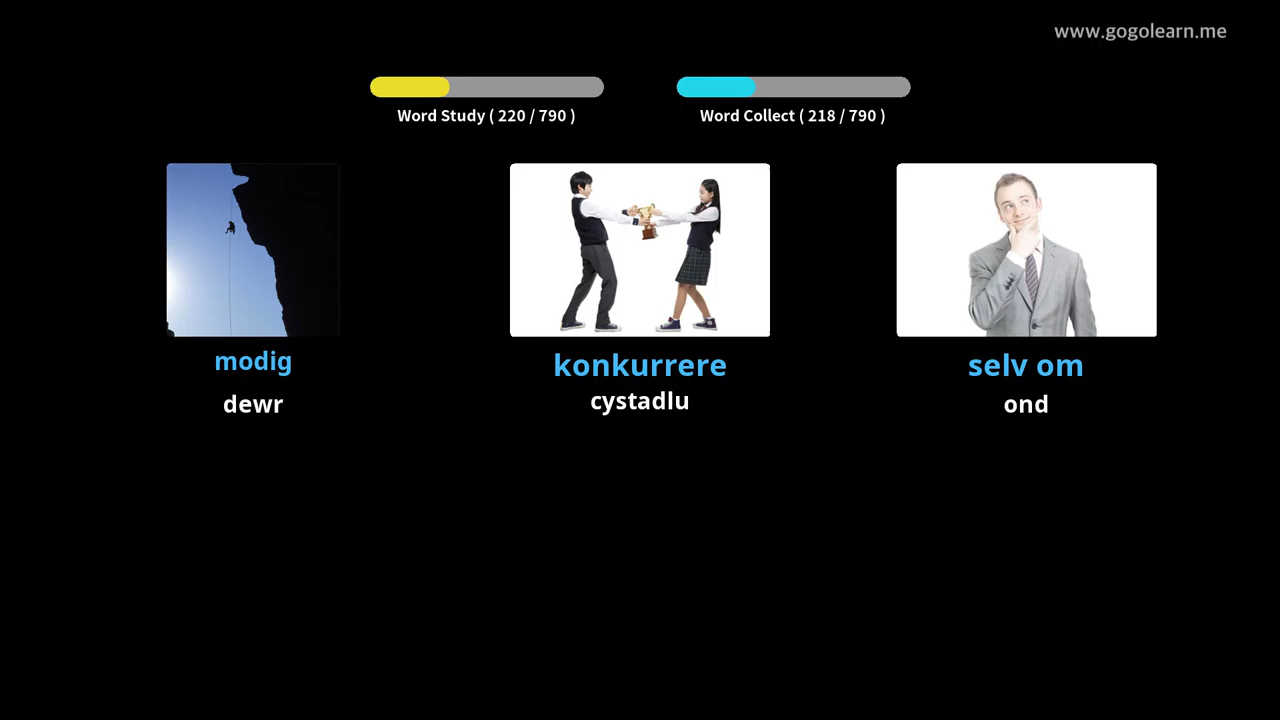 www.gogolearn.me
Word Study ( 220 / 790 )
Word Collect ( 218 / 790 )
modig
dewr
konkurrere
cystadlu
selv om
ond